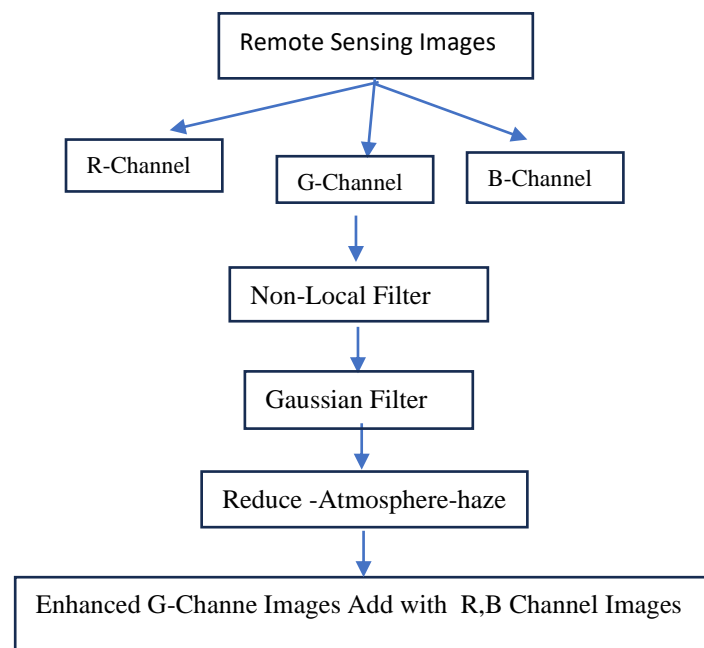 Remote Sensing Images
R-Channel
G-Channel
B-Channel
Non-Local Filter
Gaussian Filter
Reduce -Atmosphere-haze
Enhanced G-Channe Images Add with R,B Channel Images